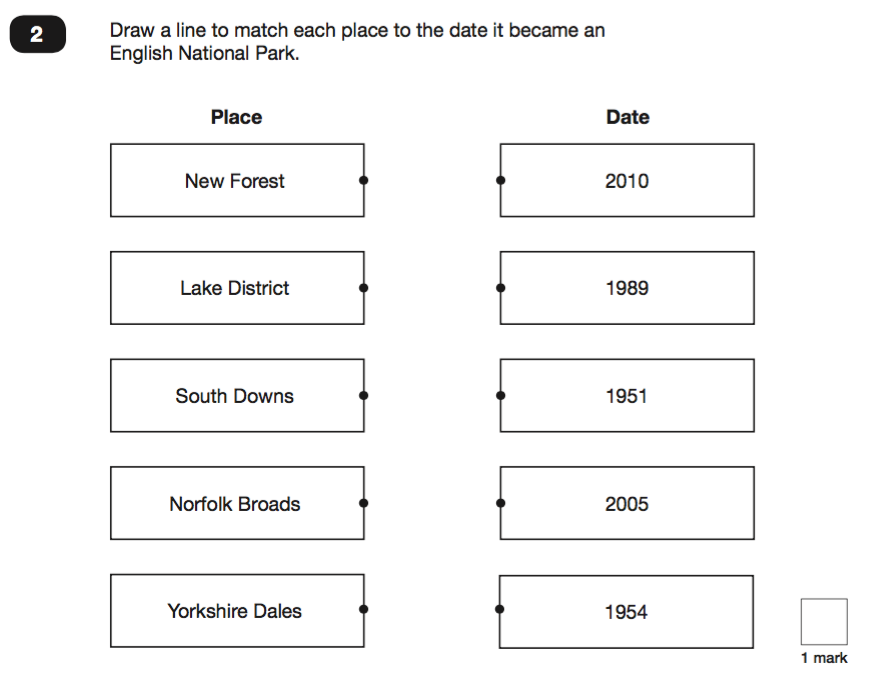 2
Draw a line to match each place to the date it became an
English National Park.
Place
Date
New Forest
2010
Lake District
1989
South Downs
1951
Norfolk Broads
2005
Yorkshire Dales
1954
1 mark